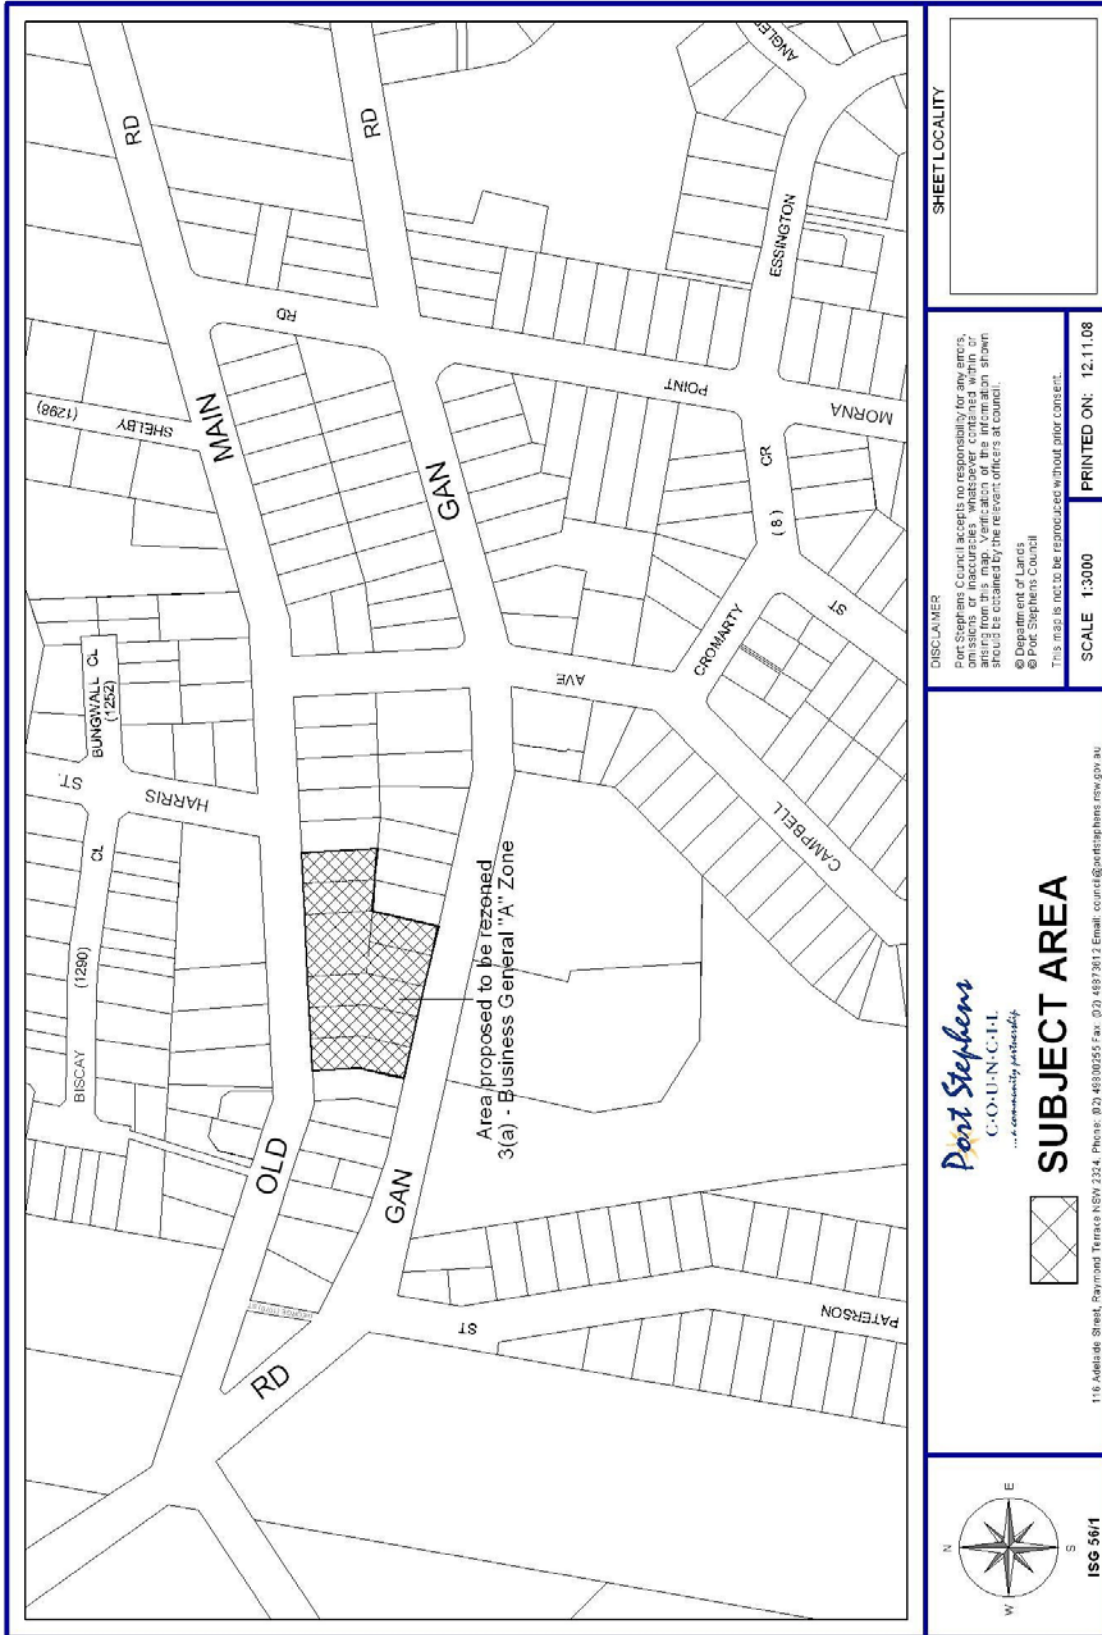 RD
RD
ANGLE
SHELBY
(1298)
MAIN
RD
GAN
POINT
ESSINGTON
MORNA
CR
(8)
ST
CROMARTY
AVE
CAMPBELL
BUNGWALL CL
(1252)
ST.
HARRIS
CL
(1290)
BISCAY
OLD
Area proposed to be rezoned
3(a) - Business General "A" Zone
GAN
RD
ST
PATERSON
N
W
E
S
ISG 56/1
Port Stephens
C·O·U·N·C·I·L
... a community partnership
SUBJECT AREA
116 Adelaide Street, Raymond Terrace NSW 2324. Phone: (02) 49800255 Fax: (02) 49873612 Email: council@portstephens.nsw.gov.au
DISCLAIMER
Port Stephens Council accepts no responsibility for any errors,
omissions or inaccuracies whatsoever contained within or
arising from this map. Verification of the information shown
should be obtained by the relevant officers at council.
© Department of Lands
© Port Stephens Council
This map is not to be reproduced without prior consent.
SCALE 1:3000
PRINTED ON: 12.11.08
SHEET LOCALITY